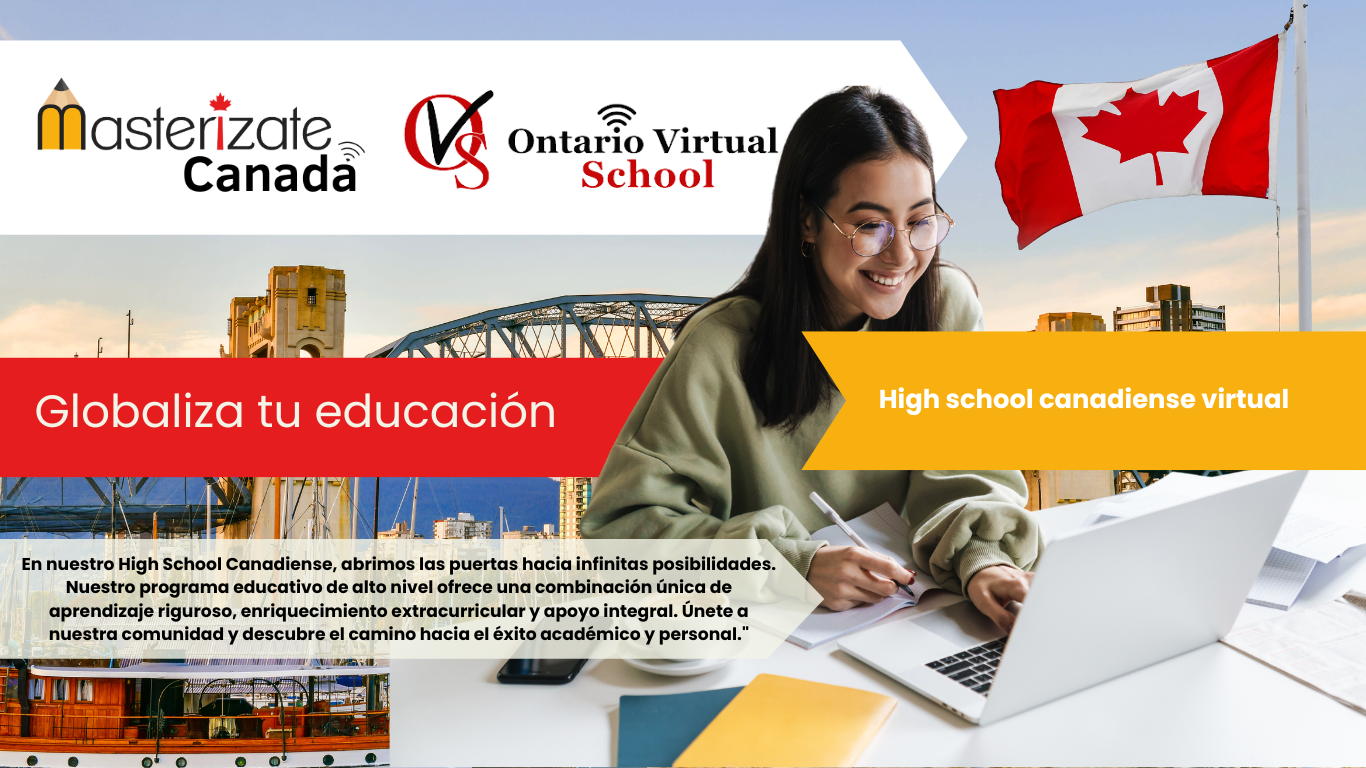 Masterizate
Canada
OVS
Ontario Virtual
School
Globaliza tu educación
High school canadiense virtual
En nuestro High School Canadiense, abrimos las puertas hacia infinitas posibilidades.
Nuestro programa educativo de alto nivel ofrece una combinación única de
aprendizaje riguroso, enriquecimiento extracurricular y apoyo integral. Únete a
nuestra comunidad y descubre el camino hacia el éxito académico y personal."